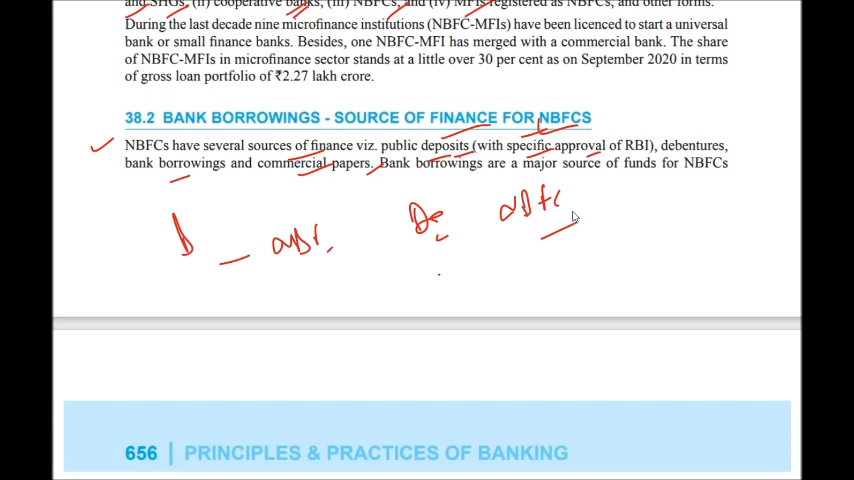 and SHGs, (ii) cooperative banks, (iii) NBFCs, and (iv) MFIs registered as NBFCs, and other forms.
During the last decade nine microfinance institutions (NBFC-MFIs) have been licenced to start a universal
bank or small finance banks. Besides, one NBFC-MFI has merged with a commercial bank. The share
of NBFC-MFIs in microfinance sector stands at a little over 30 per cent as on September 2020 in terms
of gross loan portfolio of ₹2.27 lakh crore.
38.2 BANK BORROWINGS - SOURCE OF FINANCE FOR NBFCS
NBFCs have several sources of finance viz. public deposits (with specific approval of RBI), debentures,
bank borrowings and commercial papers. Bank borrowings are a major source of funds for NBFCs
656 | PRINCIPLES & PRACTICES OF BANKING